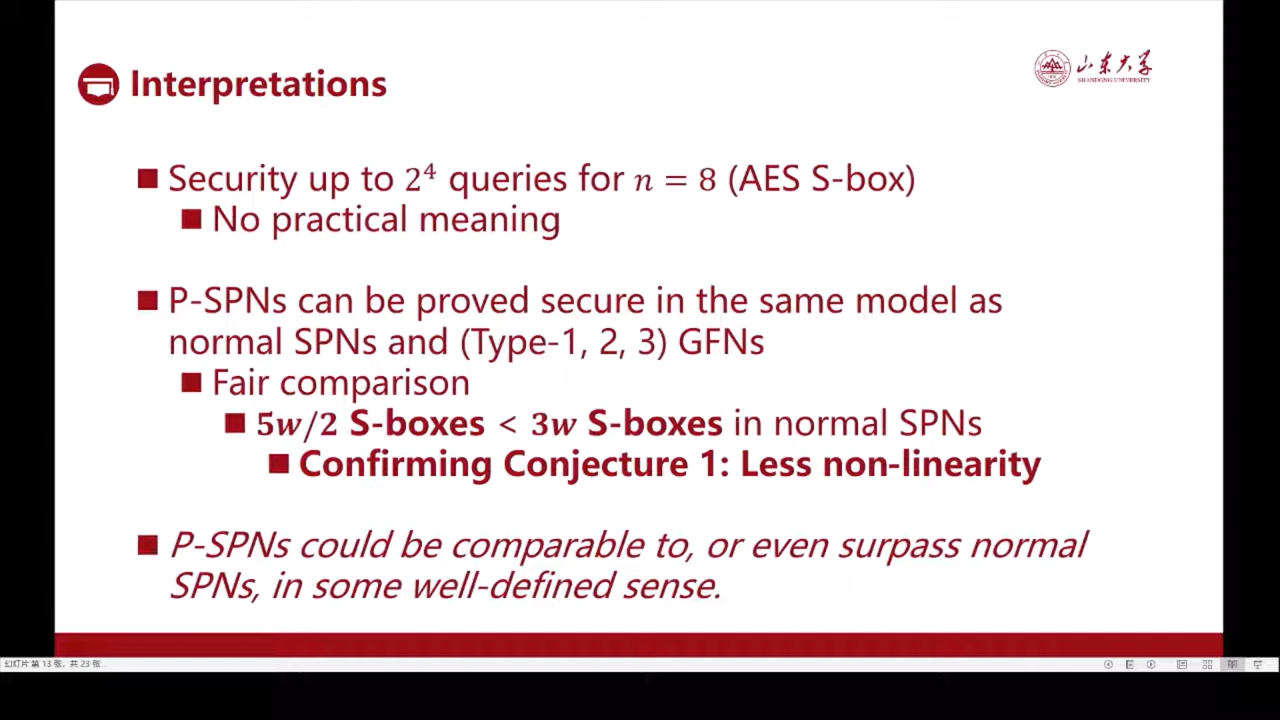 Interpretations
山东大学
SHANDONG UNIVERSITY
Security up to 2⁴ queries for n = 8 (AES S-box)
No practical meaning
P-SPNs can be proved secure in the same model as
normal SPNs and (Type-1, 2, 3) GFNs
Fair comparison
5w/2 S-boxes < 3w S-boxes in normal SPNs
Confirming Conjecture 1: Less non-linearity
P-SPNs could be comparable to, or even surpass normal
SPNs, in some well-defined sense.
幻灯片 第 13 张，共 23 张